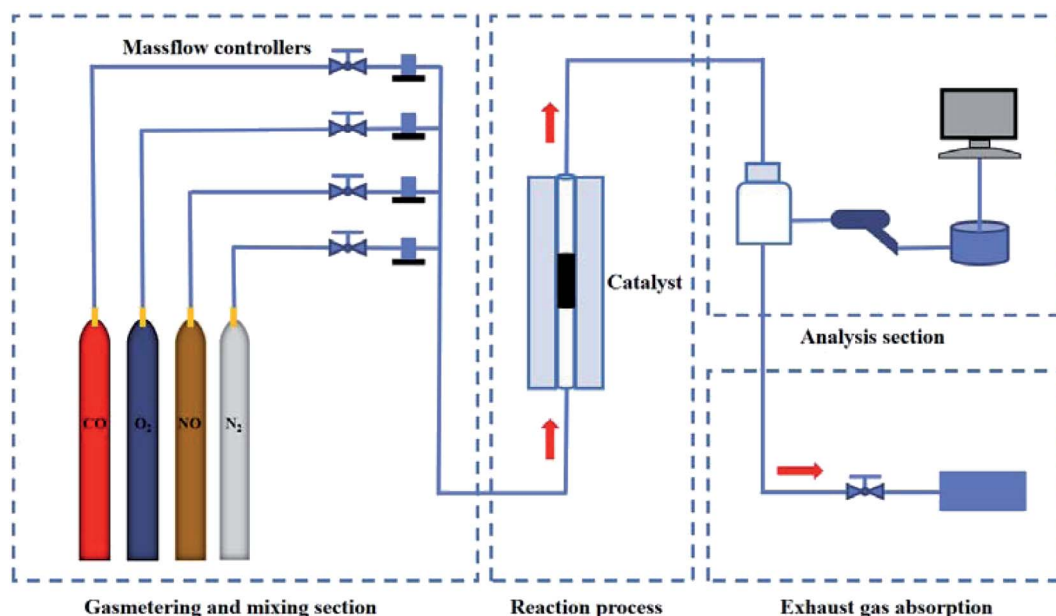 Massflow controllers
Catalyst
Analysis section
CO O₂ NO N₂
Gasmetering and mixing section
Reaction process
Exhaust gas absorption